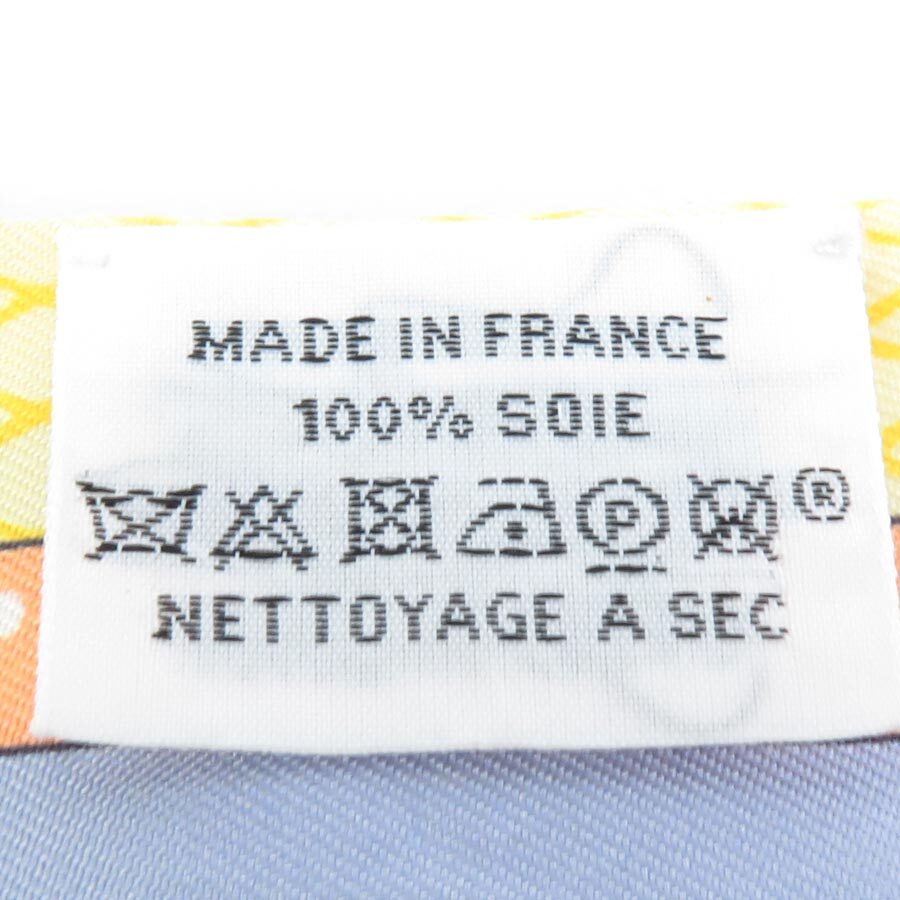 MADE IN FRANCE
100% SOIE
P W ®
NETTOYAGE A SEC